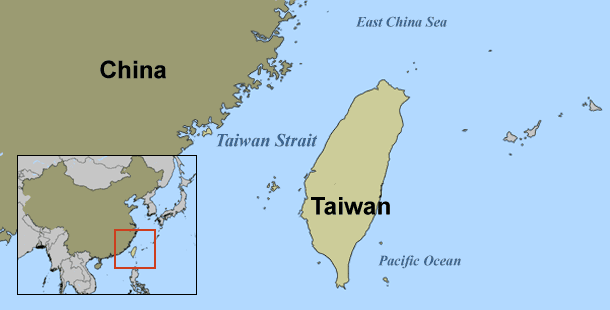 East China Sea
China
Taiwan Strait
Taiwan
Pacific Ocean